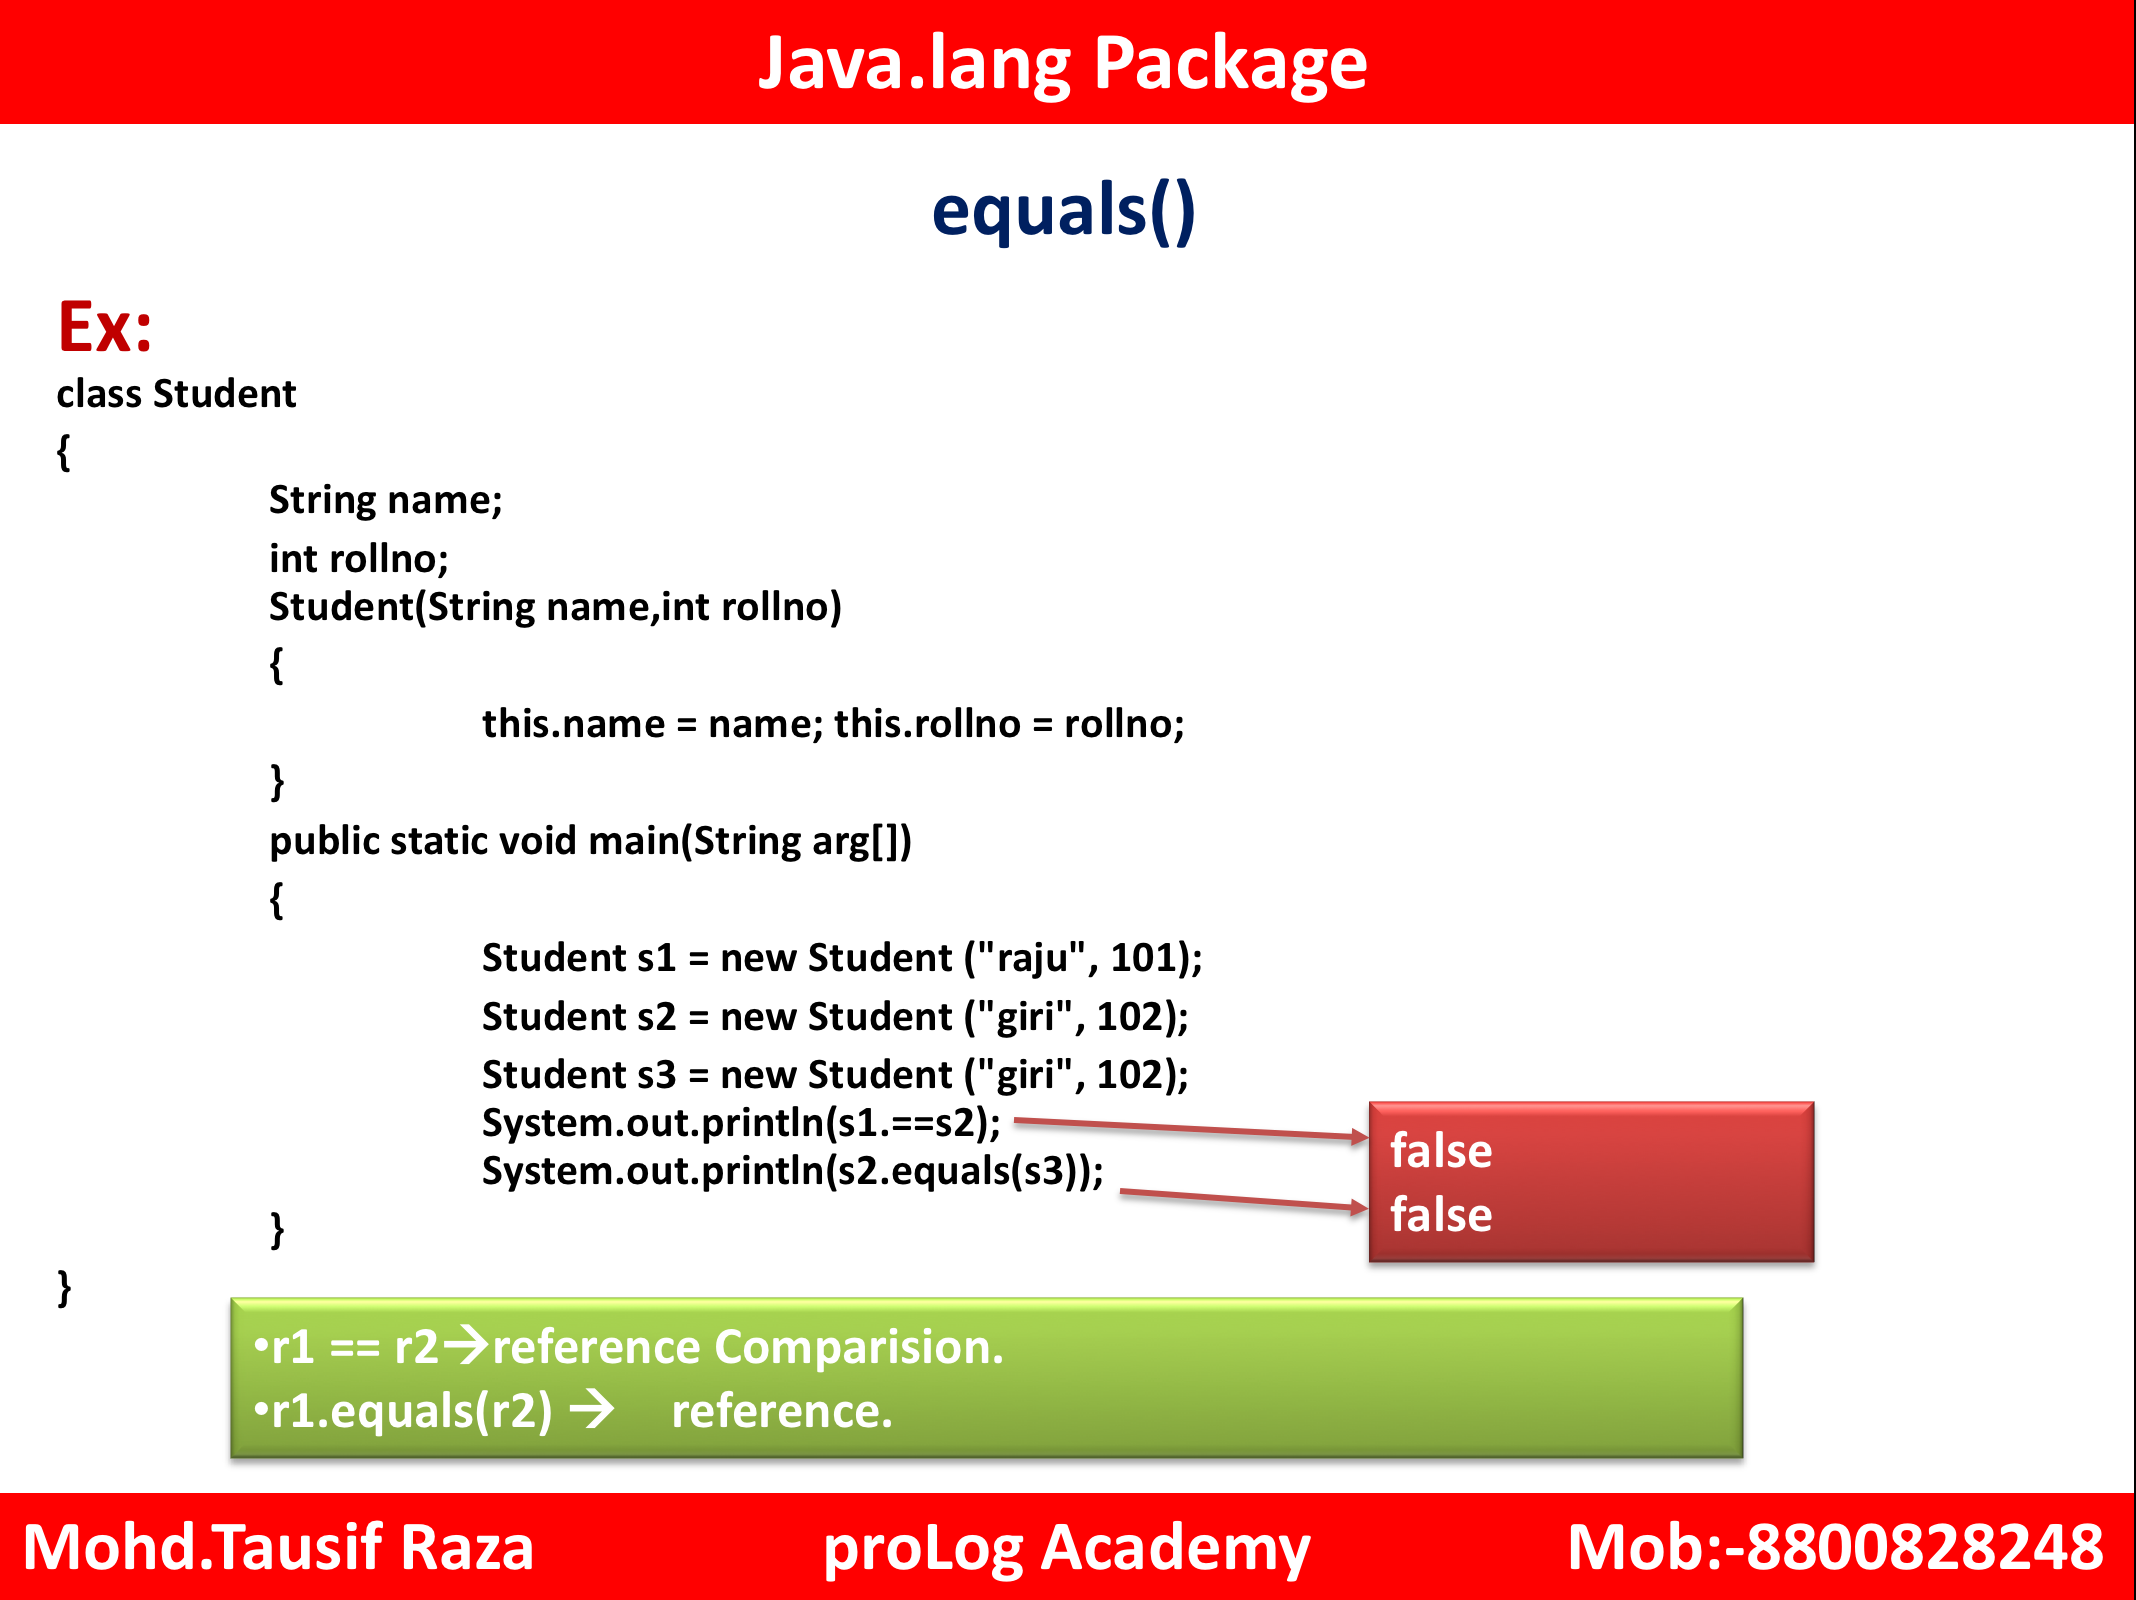 Java.lang Package
equals()
Ex:
class Student
{
String name;
int rollno;
Student(String name,int rollno)
{
this.name = name; this.rollno = rollno;
}
public static void main(String arg[])
{
Student s1 = new Student ("raju", 101);
Student s2 = new Student ("giri", 102);
Student s3 = new Student ("giri", 102);
System.out.println(s1.==s2);
System.out.println(s2.equals(s3));
}
}
false
false
•r1 == r2→reference Comparision.
•r1.equals(r2) → reference.
Mohd.Tausif Raza proLog Academy Mob:-8800828248